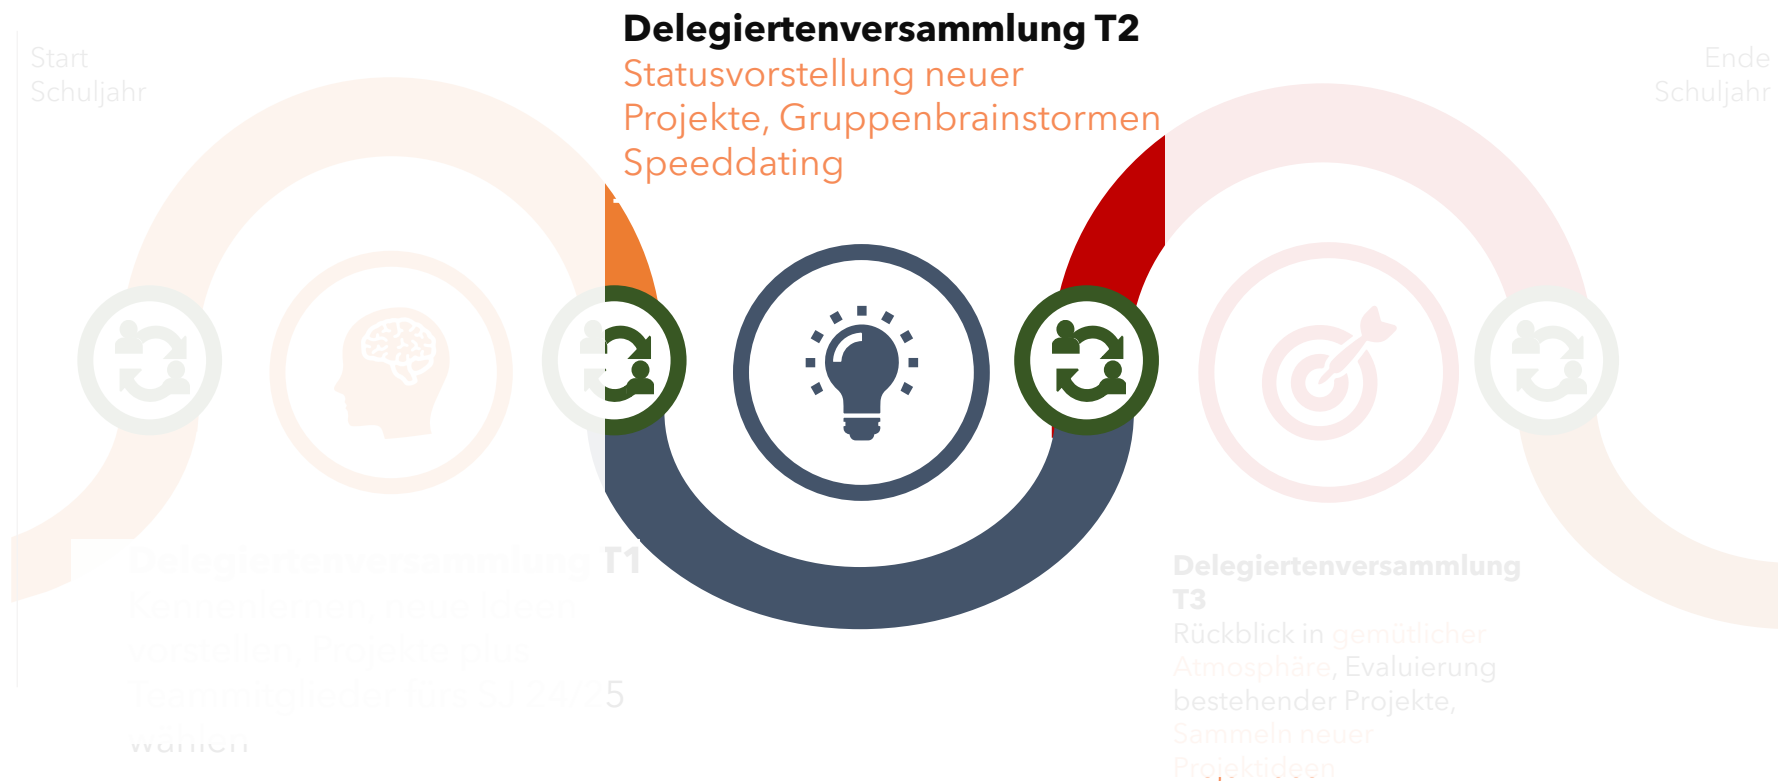 Start
Schuljahr
Delegiertenversammlung T2
Statusvorstellung neuer
Projekte, Gruppenbrainstormen
Speeddating
Ende
Schuljahr
Delegiertenversammlung T1
Kennenlernen, neue Ideen
vorstellen, Projekte plus
Teammitglieder fürs SJ 24/25
wählen
Delegiertenversammlung
T3
Rückblick in gemütlicher
Atmosphäre, Evaluierung
bestehender Projekte,
Sammeln neuer
Projektideen